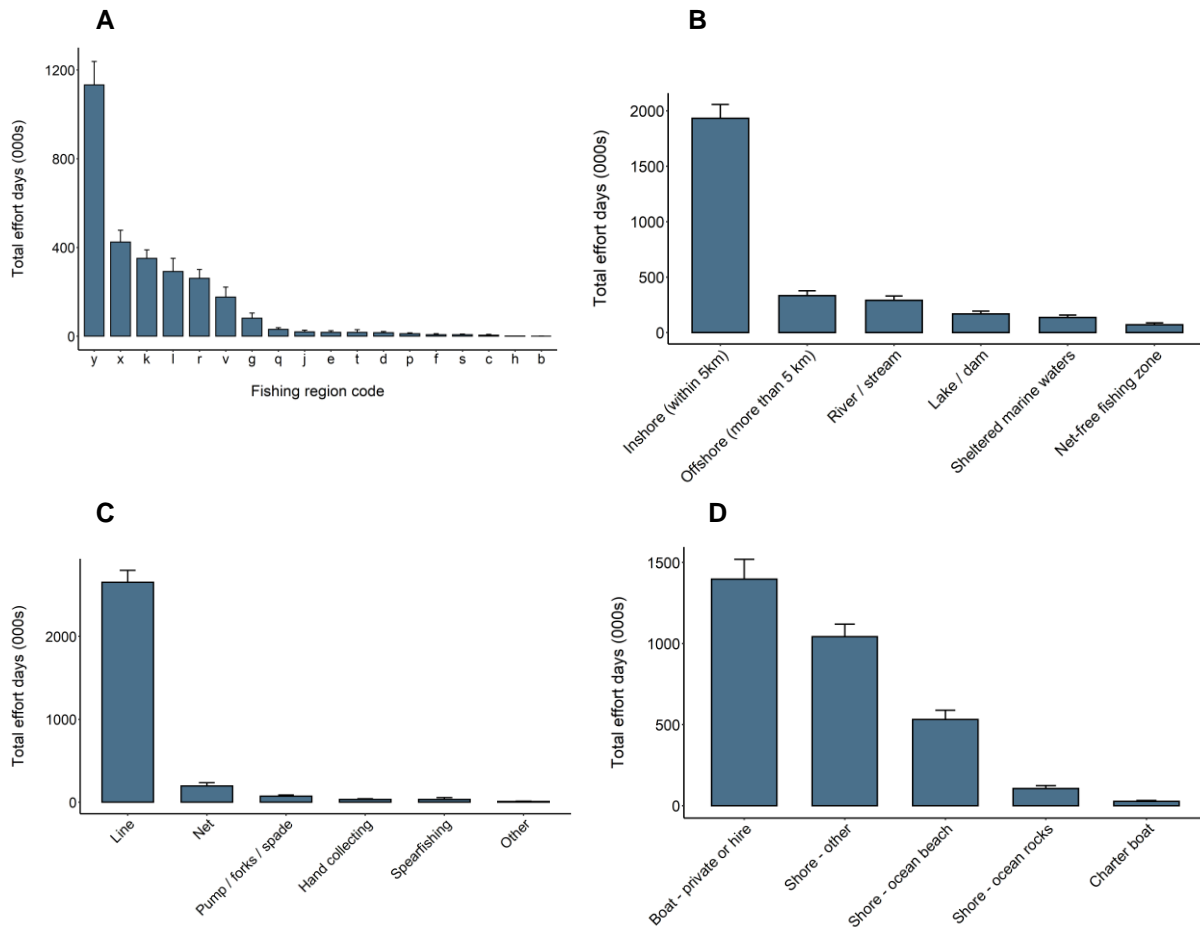 A
Total effort days (000s)
1200
800
400
0
y x k l r v g q j e t d p f s c h b
Fishing region code
B
Total effort days (000s)
2000
1500
1000
500
0
Inshore (within 5km)
Offshore (more than 5 km)
River / stream
Lake / dam
Sheltered marine waters
Net-free fishing zone
C
Total effort days (000s)
2000
1000
0
Line
Net
Pump / forks / spade
Hand collecting
Spearfishing
Other
D
Total effort days (000s)
1500
1000
500
0
Boat - private or hire
Shore - other
Shore - ocean beach
Shore - ocean rocks
Charter boat